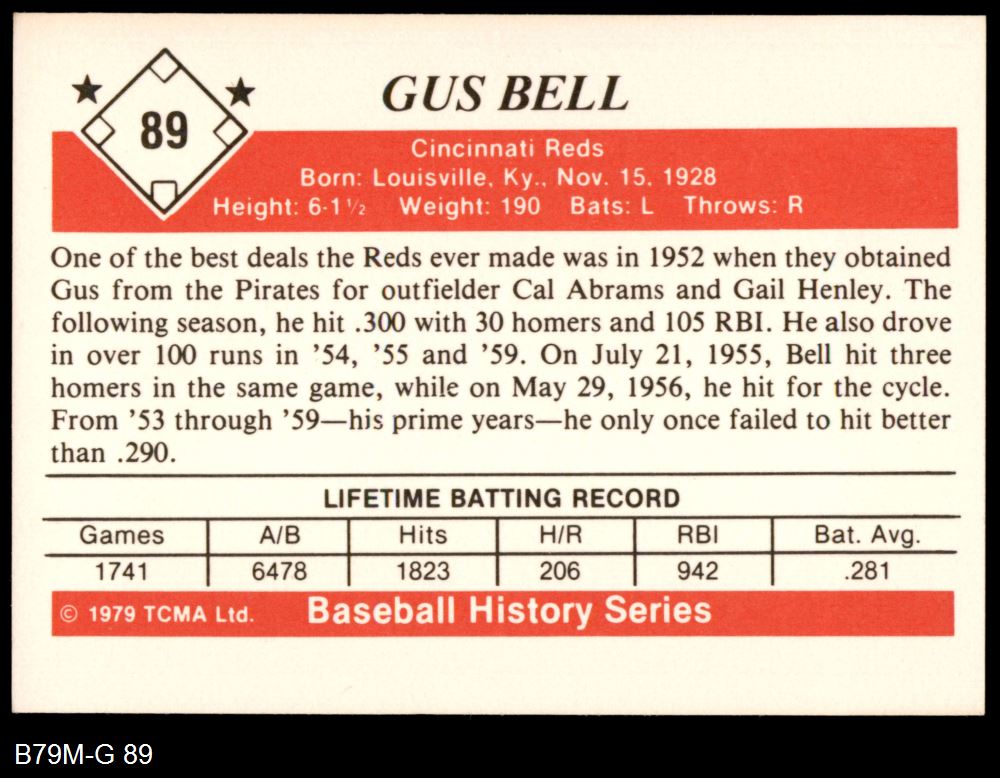 89
GUS BELL
Cincinnati Reds
Born: Louisville, Ky., Nov. 15, 1928
Height: 6-1 ½ Weight: 190 Bats: L Throws: R
One of the best deals the Reds ever made was in 1952 when they obtained
Gus from the Pirates for outfielder Cal Abrams and Gail Henley. The
following season, he hit .300 with 30 homers and 105 RBI. He also drove
in over 100 runs in ’54, ’55 and ’59. On July 21, 1955, Bell hit three
homers in the same game, while on May 29, 1956, he hit for the cycle.
From ’53 through ’59—his prime years—he only once failed to hit better
than .290.
LIFETIME BATTING RECORD
Games A/B Hits H/R RBI Bat. Avg.
1741 6478 1823 206 942 .281
© 1979 TCMA Ltd. Baseball History Series
B79M-G 89